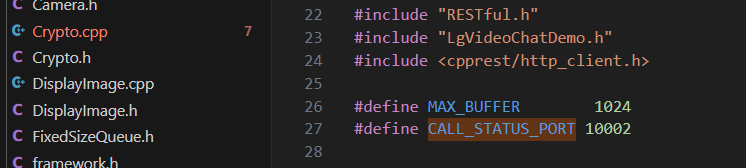 Camera.h
Crypto.cpp 7
Crypto.h
DisplayImage.cpp
DisplayImage.h
FixedSizeQueue.h
framework.h
22 #include "RESTful.h"
23 #include "LgVideoChatDemo.h"
24 #include <cpprest/http_client.h>
25
26 #define MAX_BUFFER 1024
27 #define CALL_STATUS_PORT 10002
28